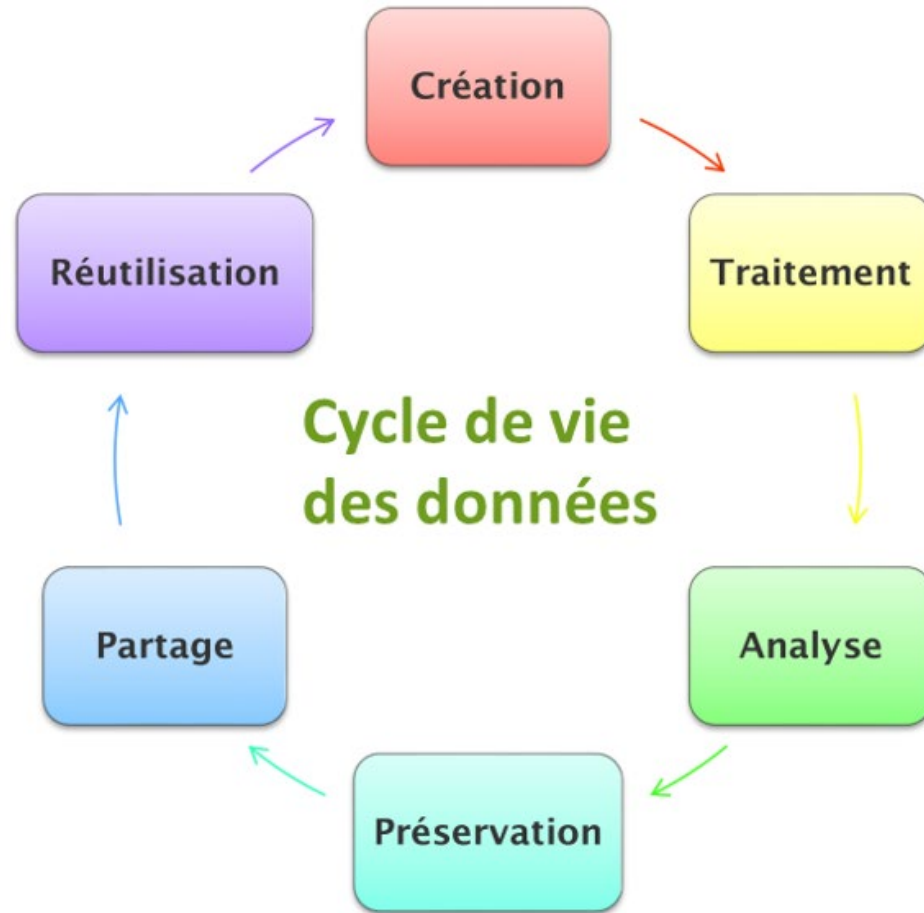 Création
Traitement
Analyse
Préservation
Partage
Réutilisation
Cycle de vie
des données